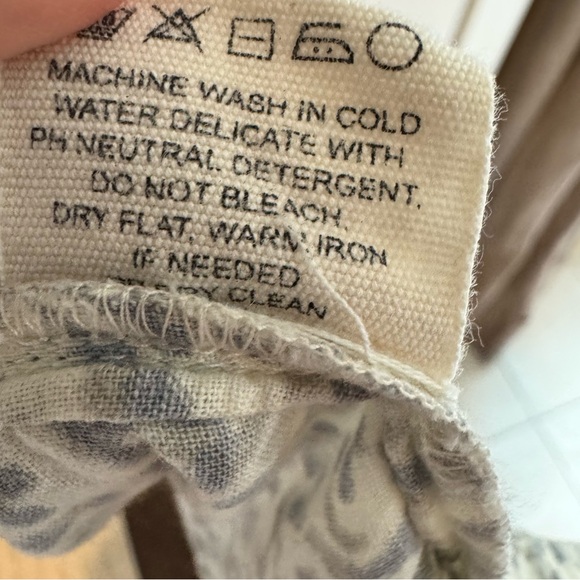 MACHINE WASH IN COLD
WATER DELICATE WITH
PH NEUTRAL DETERGENT.
DO NOT BLEACH.
DRY FLAT. WARM IRON
IF NEEDED
OR DRY CLEAN